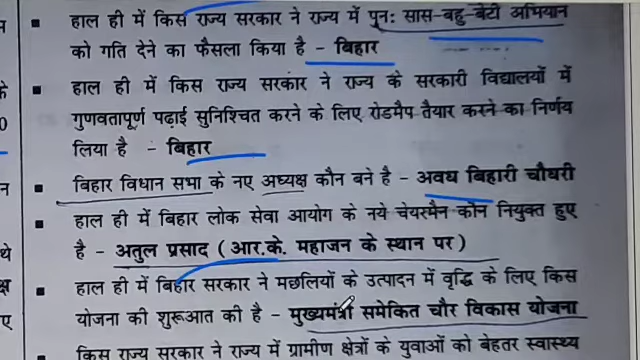 हाल ही में किस राज्य सरकार ने राज्य में पुनः सास-बहु-बेटी अभियान
को गति देने का फैसला किया है - बिहार
हाल ही में किस राज्य सरकार ने राज्य के सरकारी विद्यालयों में
गुणवतापूर्ण पढ़ाई सुनिश्चित करने के लिए रोडमैप तैयार करने का निर्णय
लिया है - बिहार
बिहार विधान सभा के नए अध्यक्ष कौन बने है - अवध बिहारी चौधरी
हाल ही में बिहार लोक सेवा आयोग के नये चेयरमैन कौन नियुक्त हुए
है - अतुल प्रसाद (आर.के. महाजन के स्थान पर)
हाल ही में बिहार सरकार ने मछलियों के उत्पादन में वृद्धि के लिए किस
योजना की शुरूआत की है - मुख्यमंत्री समेकित चौर विकास योजना
किस राज्य सरकार ने राज्य में ग्रामीण क्षेत्रों के युवाओं को बेहतर स्वास्थ्य